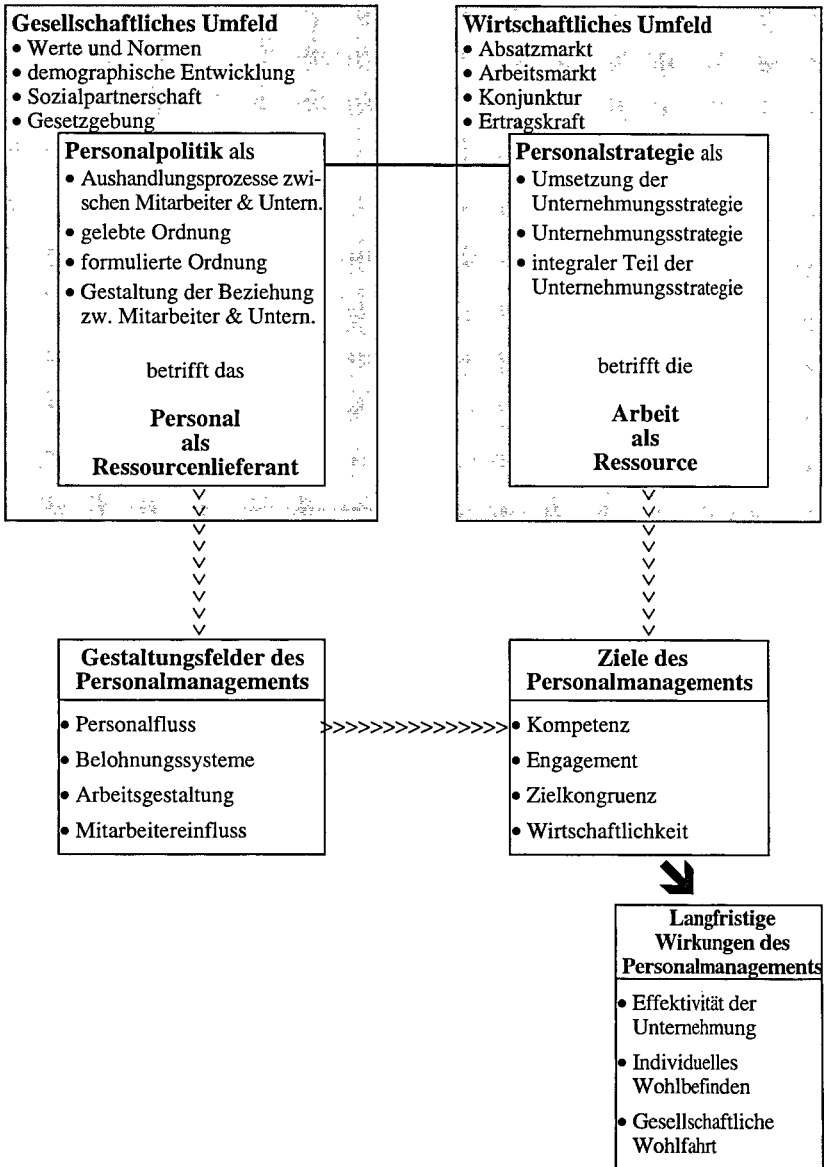 Gesellschaftliches Umfeld
• Werte und Normen
• demographische Entwicklung
• Sozialpartnerschaft
• Gesetzgebung
Personalpolitik als
• Aushandlungsprozesse zwi-
schen Mitarbeiter & Untern.
• gelebte Ordnung
• formulierte Ordnung
• Gestaltung der Beziehung
zw. Mitarbeiter & Untern.
betrifft das
Personal
als
Ressourcenlieferant
Wirtschaftliches Umfeld
• Absatzmarkt
• Arbeitsmarkt
• Konjunktur
• Ertragskraft
Personalstrategie als
• Umsetzung der
Unternehmungsstrategie
• Unternehmungsstrategie
• integraler Teil der
Unternehmungsstrategie
betrifft die
Arbeit
als
Ressource
Gestaltungsfelder des
Personalmanagements
• Personalfluss
• Belohnungssysteme
• Arbeitsgestaltung
• Mitarbeitereinfluss
Ziele des
Personalmanagements
• Kompetenz
• Engagement
• Zielkongruenz
• Wirtschaftlichkeit
Langfristige
Wirkungen des
Personalmanagements
• Effektivität der
Unternehmung
• Individuelles
Wohlbefinden
• Gesellschaftliche
Wohlfahrt